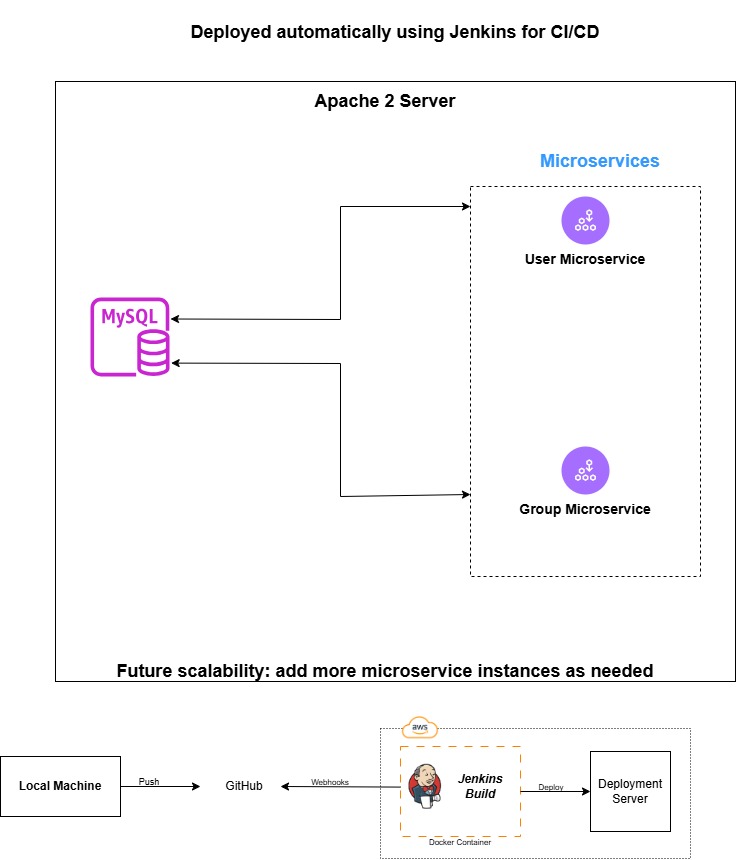 Deployed automatically using Jenkins for CI/CD
Apache 2 Server
Microservices
User Microservice
MySQL
Group Microservice
Future scalability: add more microservice instances as needed
aws
Local Machine
Push
GitHub
Webhooks
Jenkins
Build
Deploy
Deployment
Server
Docker Container